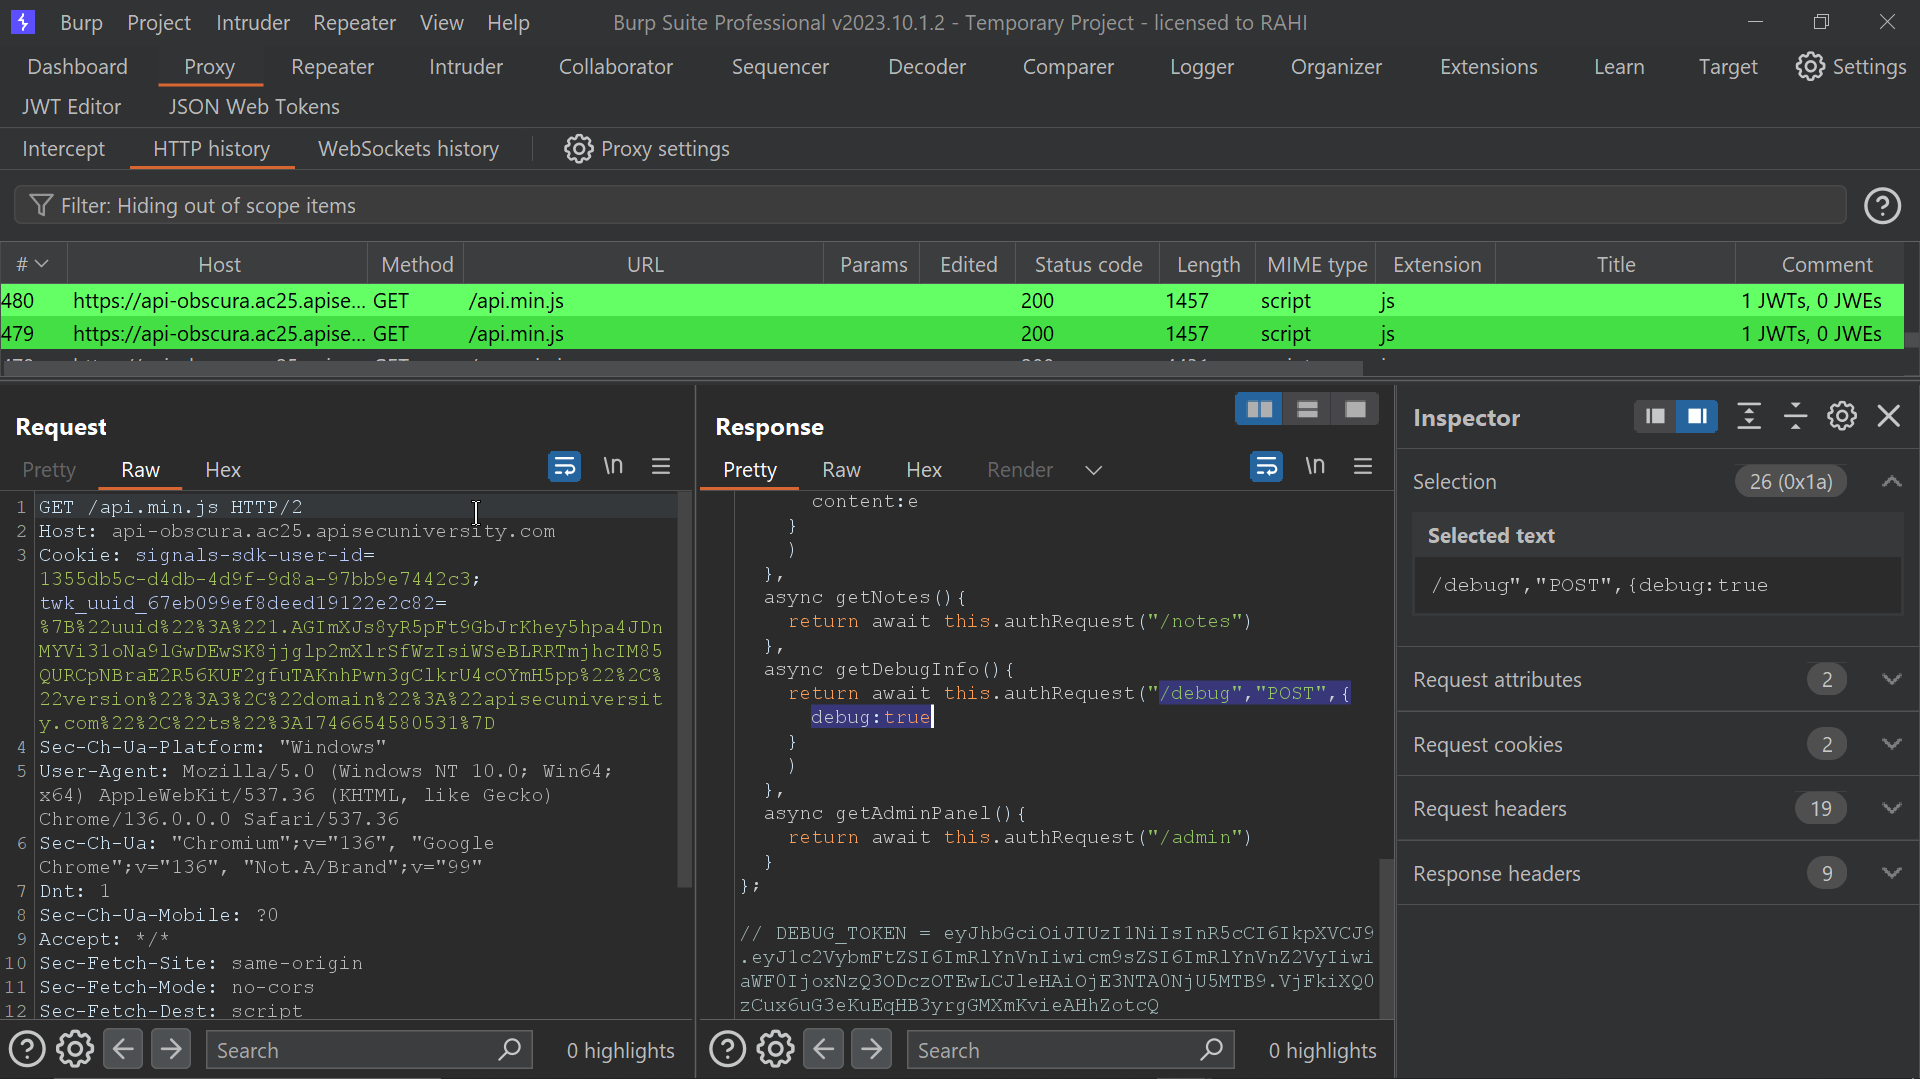 Burp Project Intruder Repeater View Help Burp Suite Professional v2023.10.1.2 - Temporary Project - licensed to RAHI
Dashboard Proxy Repeater Intruder Collaborator Sequencer Decoder Comparer Logger Organizer Extensions Learn Target Settings
JWT Editor JSON Web Tokens
Intercept HTTP history WebSockets history Proxy settings
Filter: Hiding out of scope items
# Host Method URL Params Edited Status code Length MIME type Extension Title Comment
480 https://api-obscura.ac25.apise... GET /api.min.js 200 1457 script js 1 JWTs, 0 JWEs
479 https://api-obscura.ac25.apise... GET /api.min.js 200 1457 script js 1 JWTs, 0 JWEs
Request
Pretty Raw Hex \n
1 GET /api.min.js HTTP/2
2 Host: api-obscura.ac25.apisecuniversity.com
3 Cookie: signals-sdk-user-id=
1355db5c-d4db-4d9f-9d8a-97bb9e7442c3;
twk_uuid_67eb099ef8deed19122e2c82=
%7B%22uuid%22%3A%221.AGImXJs8yR5pFt9GbJrKhey5hpa4JDn
MYVi31oNa9lGwDEwSK8jjglp2mXlrSfWzIsiWSeBLRRTmjhcIM85
QURCpNBraE2R56KUF2gfuTAKnhPwn3gClkrU4cOYmH5pp%22%2C%
22version%22%3A3%2C%22domain%22%3A%22apisecuniversit
y.com%22%2C%22ts%22%3A1746654580531%7D
4 Sec-Ch-Ua-Platform: "Windows"
5 User-Agent: Mozilla/5.0 (Windows NT 10.0; Win64;
x64) AppleWebKit/537.36 (KHTML, like Gecko)
Chrome/136.0.0.0 Safari/537.36
6 Sec-Ch-Ua: "Chromium";v="136", "Google
Chrome";v="136", "Not.A/Brand";v="99"
7 Dnt: 1
8 Sec-Ch-Ua-Mobile: ?0
9 Accept: */*
10 Sec-Fetch-Site: same-origin
11 Sec-Fetch-Mode: no-cors
12 Sec-Fetch-Dest: script
Search 0 highlights
Response
Pretty Raw Hex Render \n
content:e
}
)
},
async getNotes(){
return await this.authRequest("/notes")
},
async getDebugInfo(){
return await this.authRequest("/debug","POST",{
debug:true
}
)
},
async getAdminPanel(){
return await this.authRequest("/admin")
}
};
// DEBUG_TOKEN = eyJhbGciOiJIUzI1NiIsInR5cCI6IkpXVCJ9
.eyJ1c2VybmFtZSI6ImRlYnVnIiwicm9sZSI6ImRlYnVnZ2VyIiwi
aWF0IjoxNzQ3ODczOTEwLCJleHAiOjE3NTA0NjU5MTB9.VjFkiXQ0
zCux6uG3eKuEqHB3yrgGMXmKvieAHhZotcQ
Search 0 highlights
Inspector
Selection 26 (0x1a)
Selected text
/debug","POST",{debug:true
Request attributes 2
Request cookies 2
Request headers 19
Response headers 9